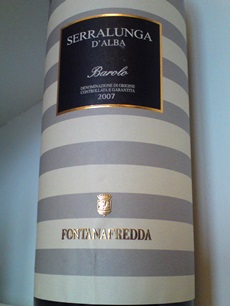 SERRALUNGA
D'ALBA
Barolo
DENOMINAZIONE DI ORIGINE
CONTROLLATA E GARANTITA
2007
FONTANAFREDDA